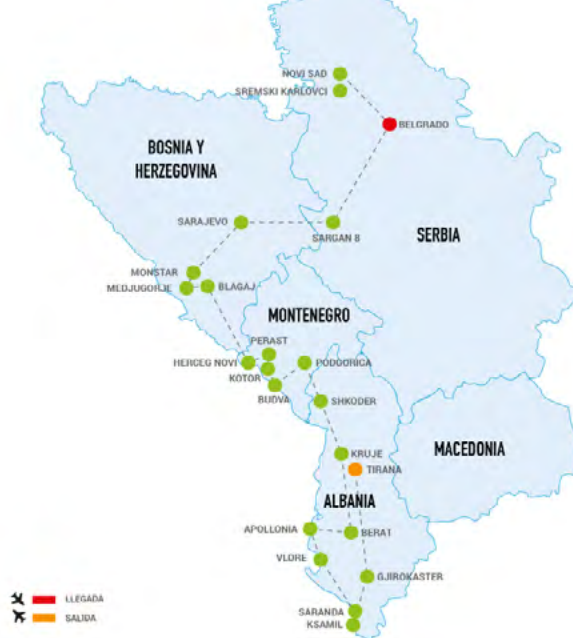 NOVI SAD
SREMSKI KARLOVCI
BELGRADO
BOSNIA Y
HERZEGOVINA
SARAJEVO
SARGAN 8
SERBIA
MONSTAR
MEDJUGORJE
BLAGAJ
MONTENEGRO
PERAST
HERCEG NOVI
PODGORICA
KOTOR
BUDVA
SHKODER
KRUJE
MACEDONIA
TIRANA
ALBANIA
APOLLONIA
BERAT
VLORE
GJIROKASTER
LLEGADA
SARANDA
SALIDA
KSAMIL